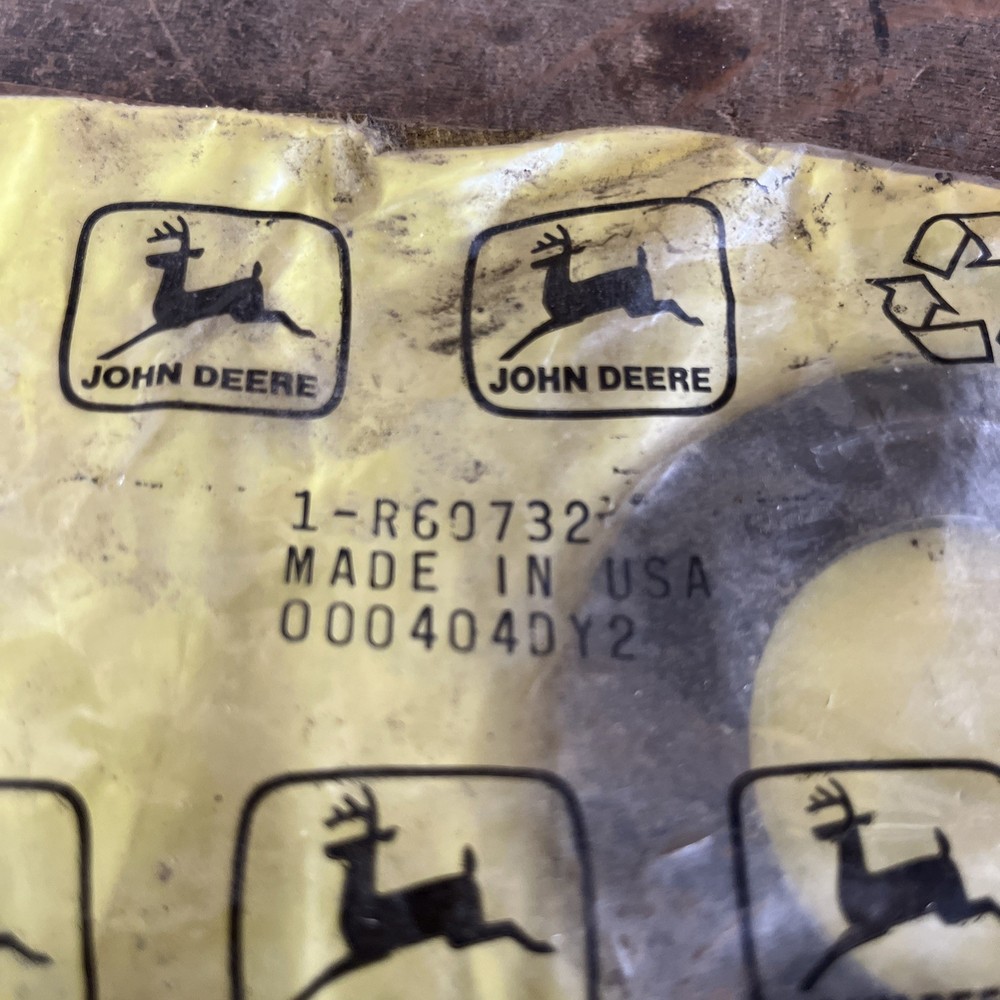 JOHN DEERE
JOHN DEERE
1-R60732
MADE IN USA
000404DY2